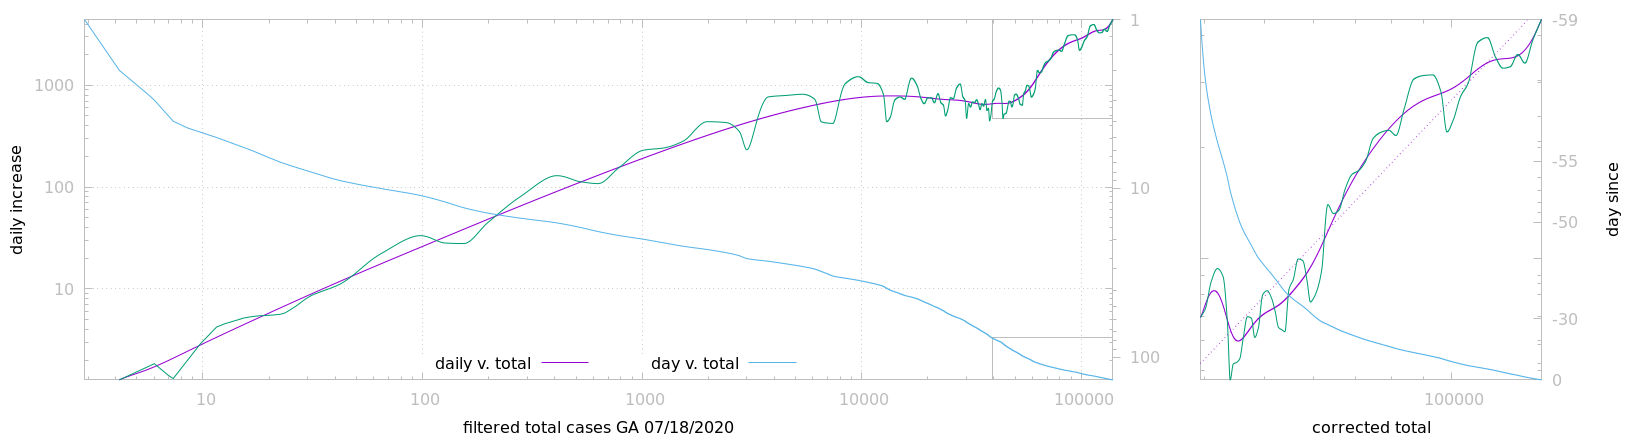 daily increase
1000
100
10
daily v. total
day v. total
1
10
100
10
100
1000
10000
100000
filtered total cases GA 07/18/2020
-59
-55
-50
-30
0
day since
100000
corrected total